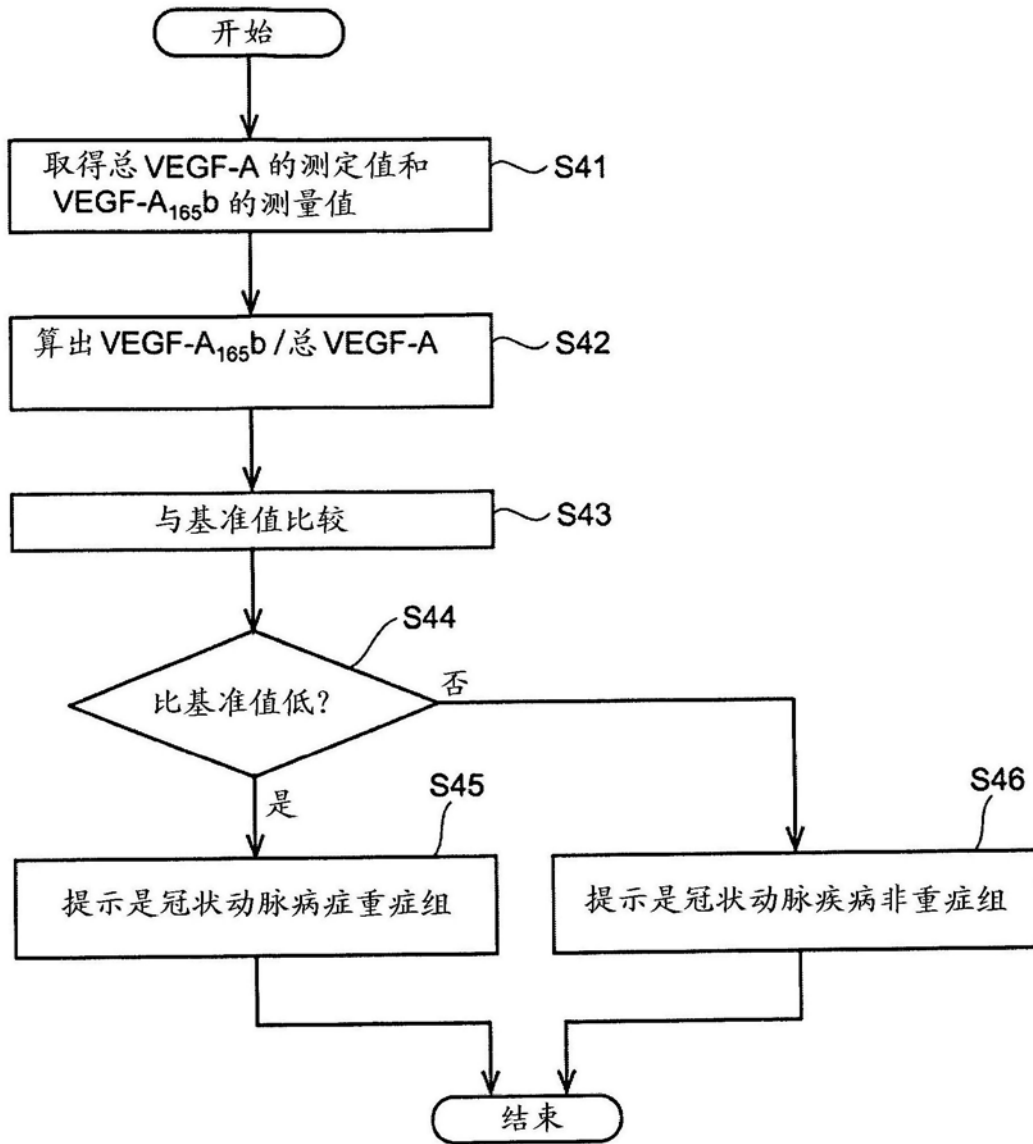 开始
取得总 VEGF-A 的测定值和
VEGF-A₁₆₅b 的测量值
S41
算出 VEGF-A₁₆₅b /总 VEGF-A
S42
与基准值比较
S43
S44
比基准值低?
否
是
S45
S46
提示是冠状动脉病症重症组
提示是冠状动脉疾病非重症组
结束